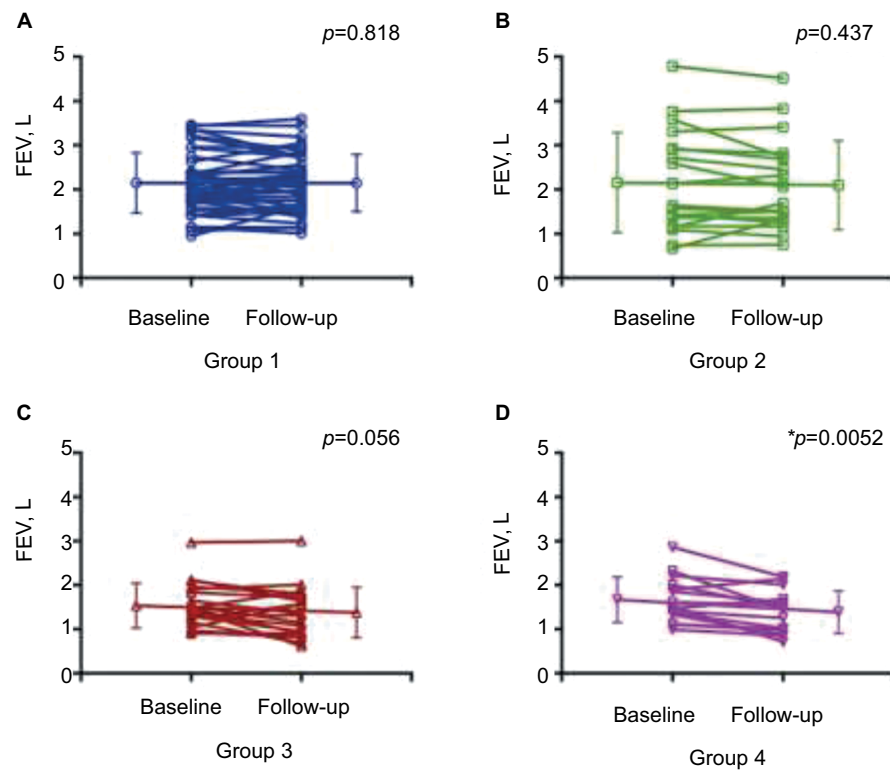 A
p=0.818
5
4
3
2
1
0
FEV, L
Baseline Follow-up
Group 1
B
p=0.437
5
4
3
2
1
0
FEV, L
Baseline Follow-up
Group 2
C
p=0.056
5
4
3
2
1
0
FEV, L
Baseline Follow-up
Group 3
D
*p=0.0052
5
4
3
2
1
0
FEV, L
Baseline Follow-up
Group 4